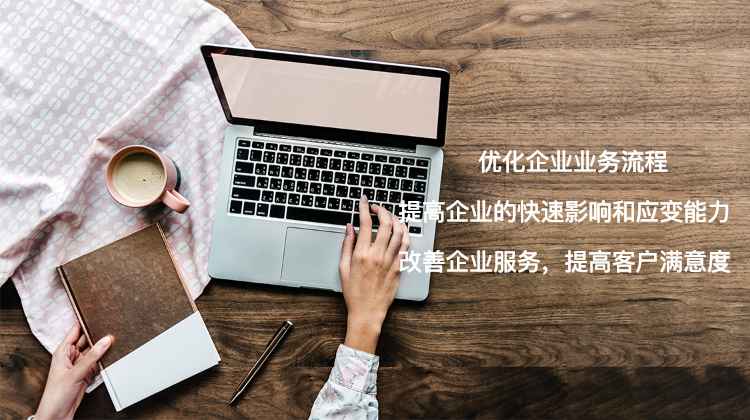 优化企业业务流程
提高企业的快速影响和应变能力
改善企业服务，提高客户满意度